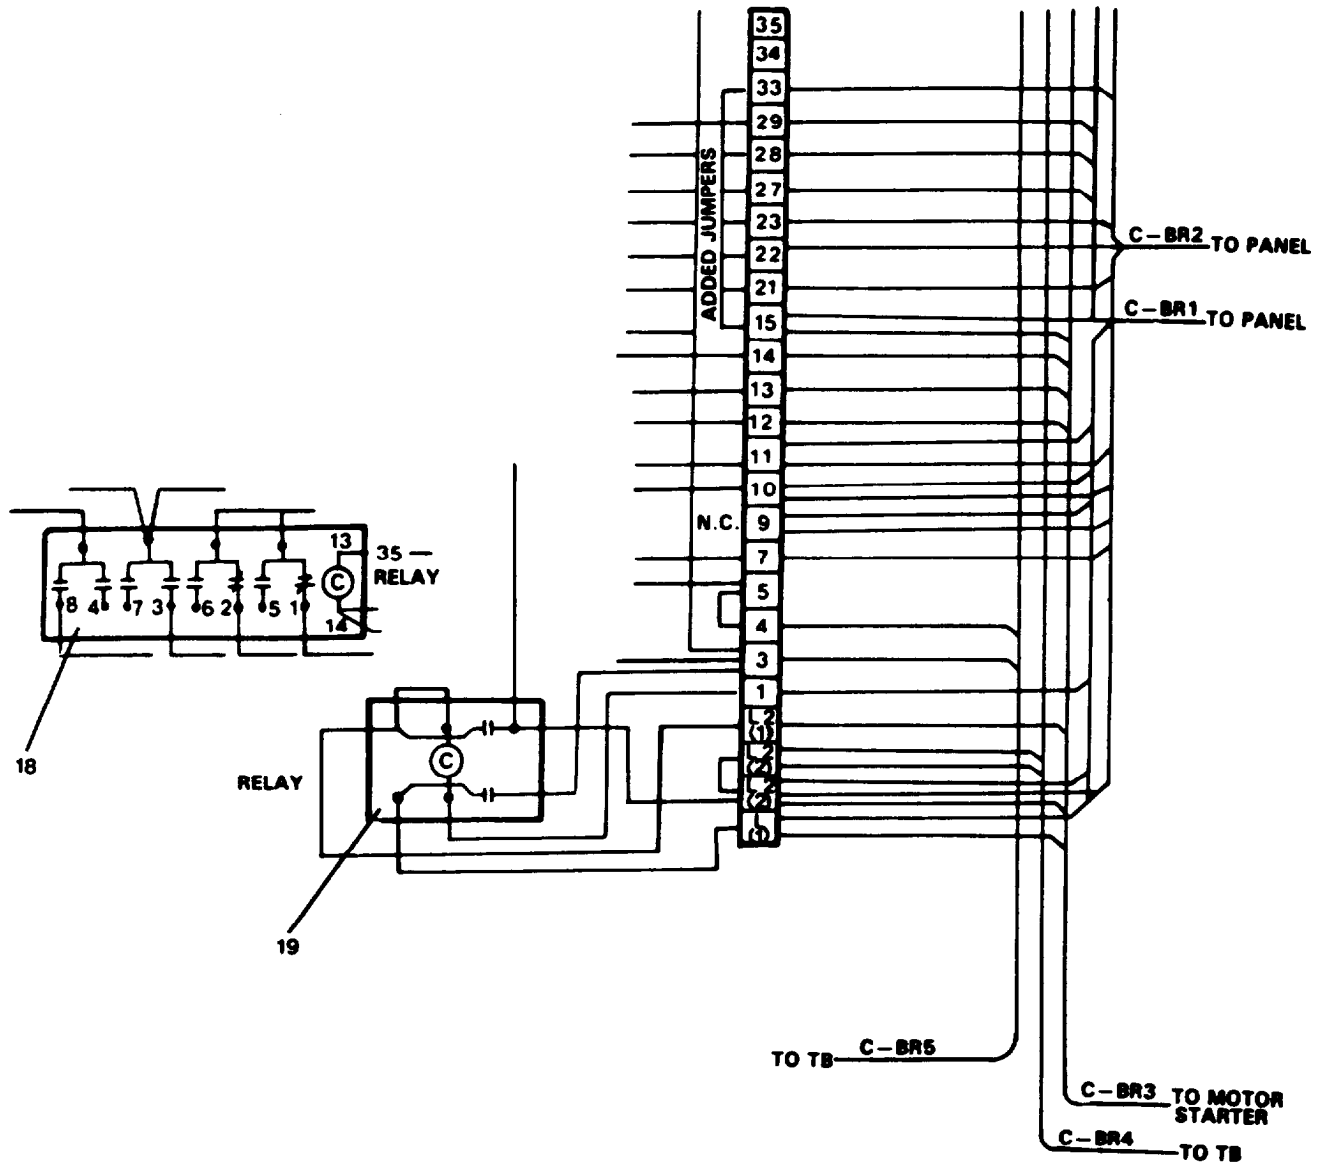 35
34
33
29
28
27
23
22
21
15
14
13
12
11
10
9
7
5
4
3
1
L2
(1)
L2
(2)
L2
(2)
L
(1)
ADDED JUMPERS
N.C.
C-BR2 TO PANEL
C-BR1 TO PANEL
13
35 —
RELAY
C
8 4 7 3 6 2 5 1
14
18
RELAY
C
19
TO TB C-BR5
C-BR3 TO MOTOR
STARTER
C-BR4 TO TB